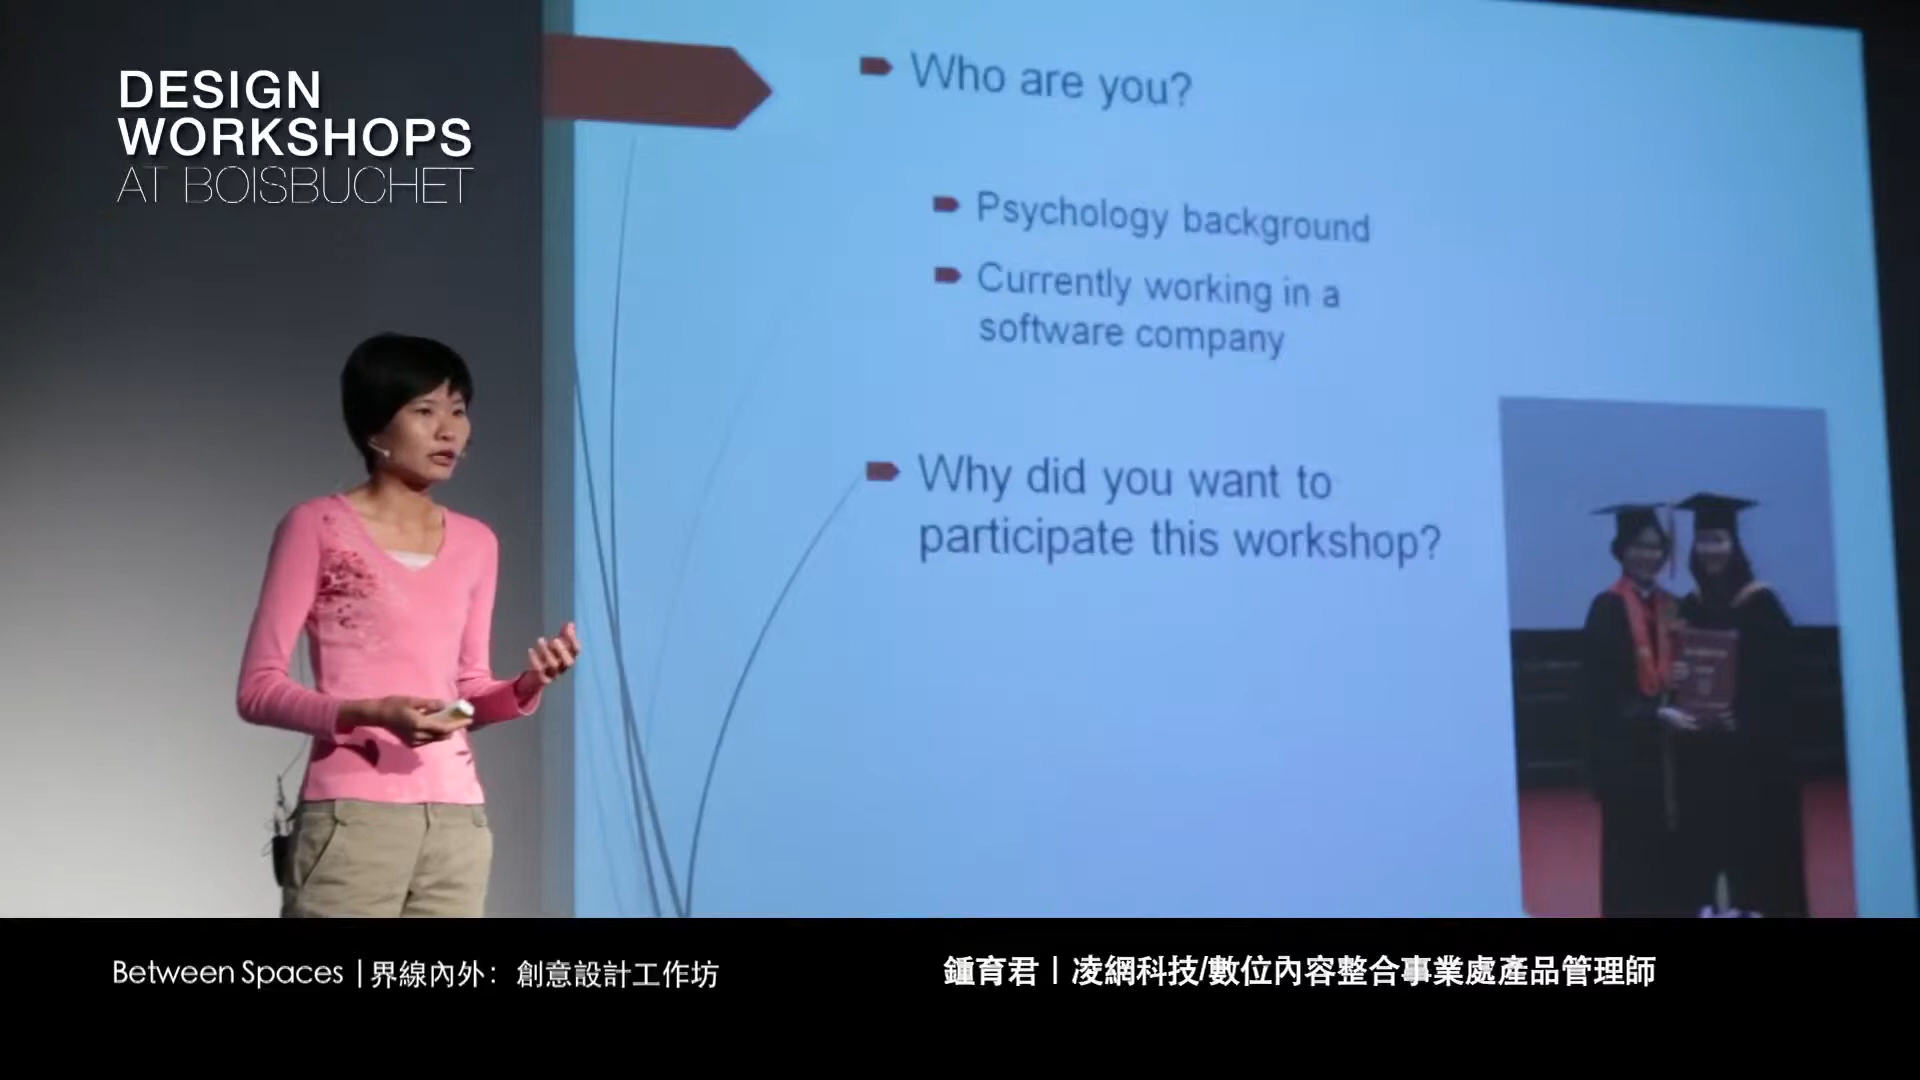 DESIGN
WORKSHOPS
AT BOISBUCHET
Who are you?
Psychology background
Currently working in a
software company
Why did you want to
participate this workshop?
Between Spaces | 界線內外：創意設計工作坊
鍾育君 | 凌網科技/數位內容整合事業處產品管理師